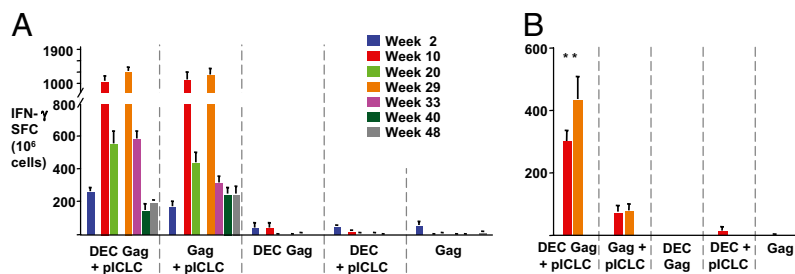 A
B
1900
1000
800
600
400
200
IFN-γ
SFC
(10⁶
cells)
Week 2
Week 10
Week 20
Week 29
Week 33
Week 40
Week 48
DEC Gag
+ pICLC
Gag
+ pICLC
DEC Gag
DEC
+ pICLC
Gag
600
400
200
* *
DEC Gag
+ pICLC
Gag +
pICLC
DEC
Gag
DEC +
pICLC
Gag